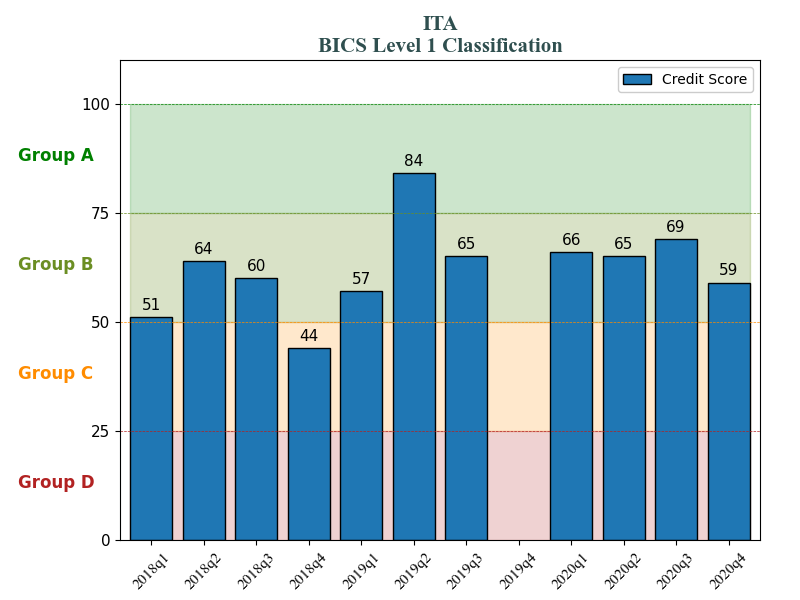 ITA
BICS Level 1 Classification
Credit Score
100
Group A
84
75
Group B
51
64
60
44
57
65
66
65
69
59
50
Group C
25
Group D
0
2018q1
2018q2
2018q3
2018q4
2019q1
2019q2
2019q3
2019q4
2020q1
2020q2
2020q3
2020q4